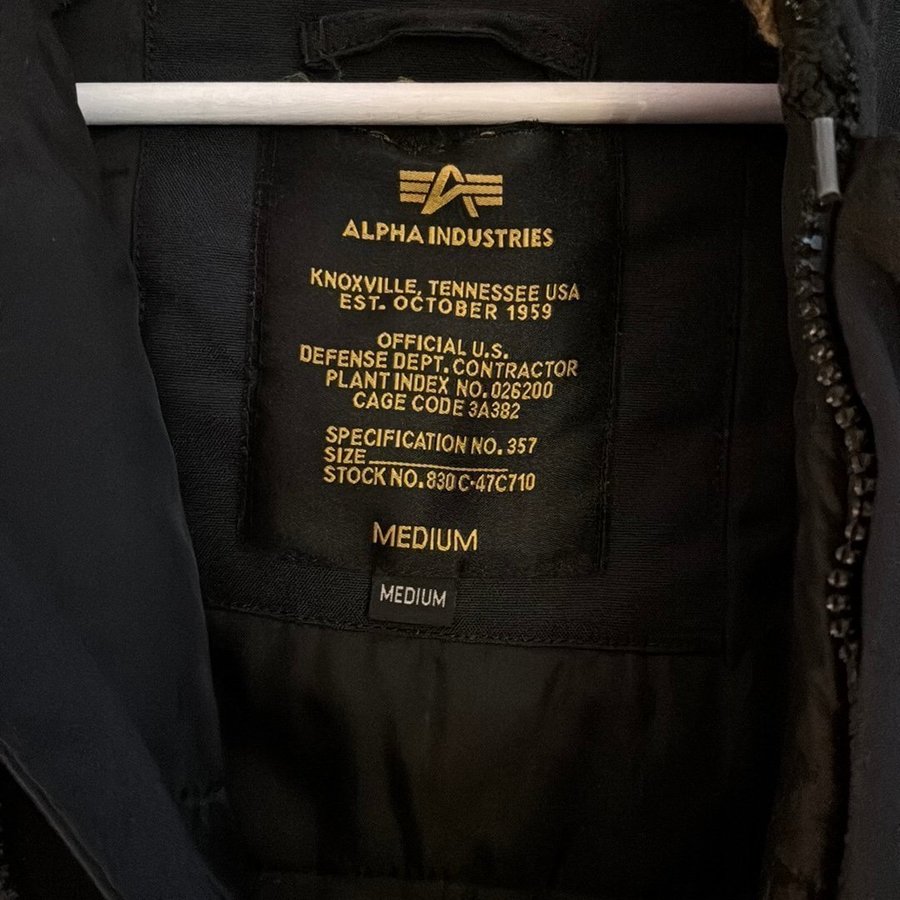 ALPHA INDUSTRIES
KNOXVILLE, TENNESSEE USA
EST. OCTOBER 1959
OFFICIAL U.S.
DEFENSE DEPT. CONTRACTOR
PLANT INDEX NO. 026200
CAGE CODE 3A382
SPECIFICATION NO. 357
SIZE
STOCK NO. 830C-47C710
MEDIUM
MEDIUM